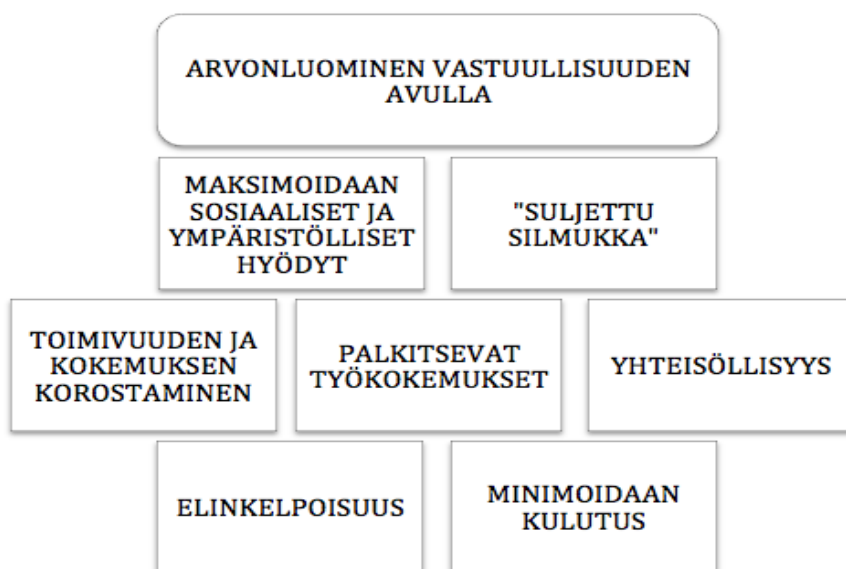 ARVONLUOMINEN VASTUULLISUUDEN
AVULLA
MAKSIMOIDAAN
SOSIAALISET JA
YMPÄRISTÖLLISET
HYÖDYT
"SULJETTU
SILMUKKA"
TOIMIVUUDEN JA
KOKEMUKSEN
KOROSTAMINEN
PALKITSEVAT
TYÖKOKEMUKSET
YHTEISÖLLISYYS
ELINKELPOISUUS
MINIMOIDAAN
KULUTUS